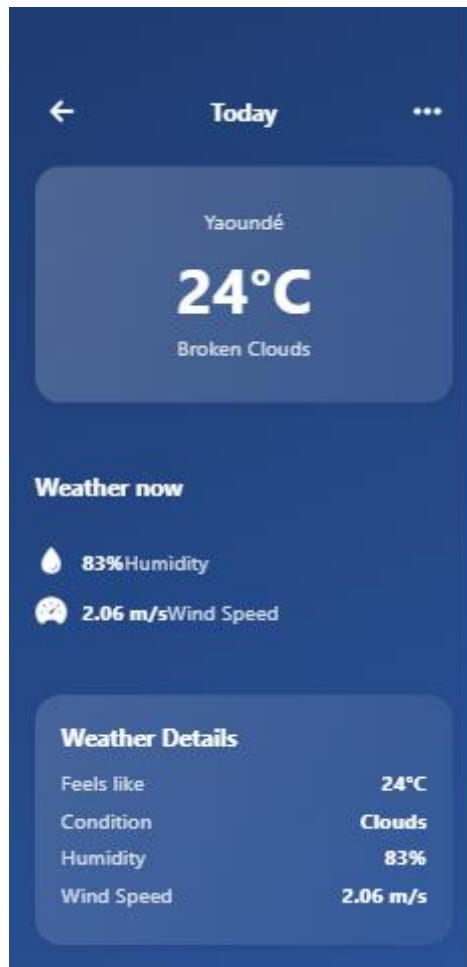 Today
Yaoundé
24°C
Broken Clouds
Weather now
83%Humidity
2.06 m/sWind Speed
Weather Details
Feels like 24°C
Condition Clouds
Humidity 83%
Wind Speed 2.06 m/s